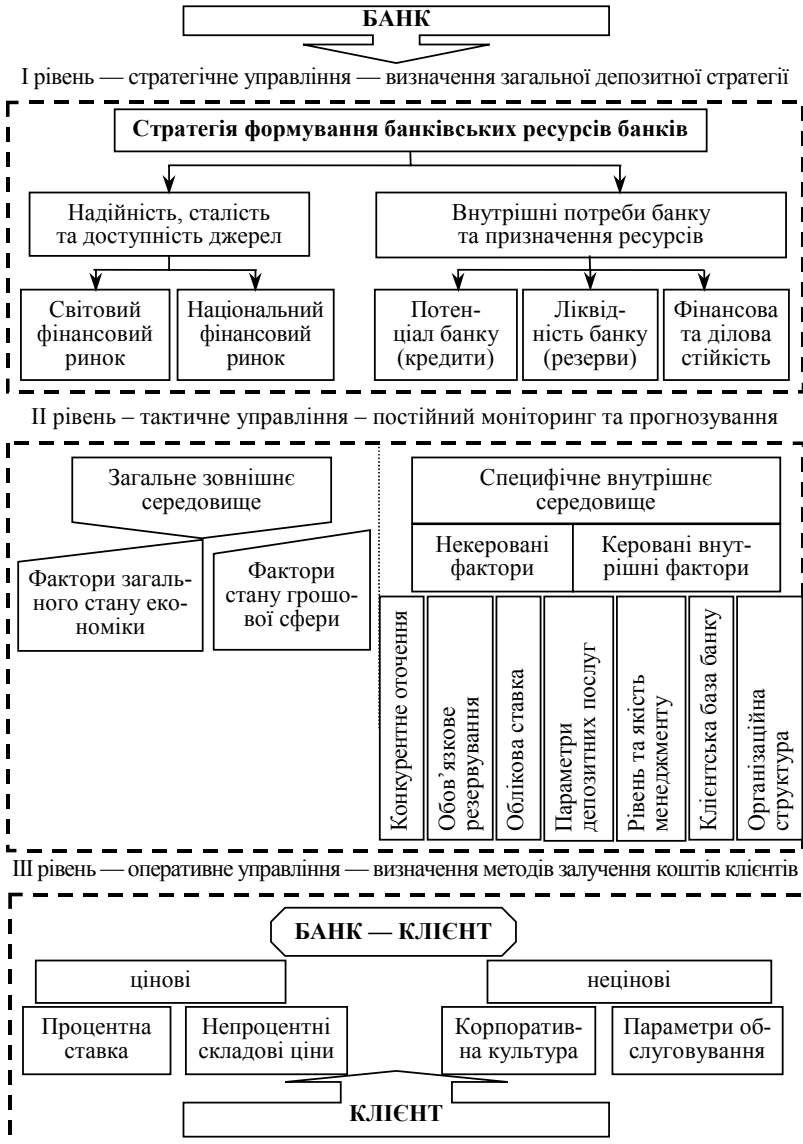 БАНК
І рівень — стратегічне управління — визначення загальної депозитної стратегії
Стратегія формування банківських ресурсів банків
Надійність, сталість
та доступність джерел
Внутрішні потреби банку
та призначення ресурсів
Світовий
фінансовий
ринок
Національний
фінансовий
ринок
Потен-
ціал банку
(кредити)
Ліквід-
ність банку
(резерви)
Фінансова
та ділова
стійкість
ІІ рівень – тактичне управління – постійний моніторинг та прогнозування
Загальне зовнішнє
середовище
Фактори загаль-
ного стану еко-
номіки
Фактори
стану грошо-
вої сфери
Специфічне внутрішнє
середовище
Некеровані
фактори
Керовані внут-
рішні фактори
Конкурентне оточення
Обов’язкове
резервування
Облікова ставка
Параметри
депозитних послуг
Рівень та якість
менеджменту
Клієнтська база банку
Організаційна
структура
ІІІ рівень — оперативне управління — визначення методів залучення коштів клієнтів
БАНК — КЛІЄНТ
цінові
нецінові
Процентна
ставка
Непроцентні
складові ціни
Корпоратив-
на культура
Параметри об-
слуговування
КЛІЄНТ